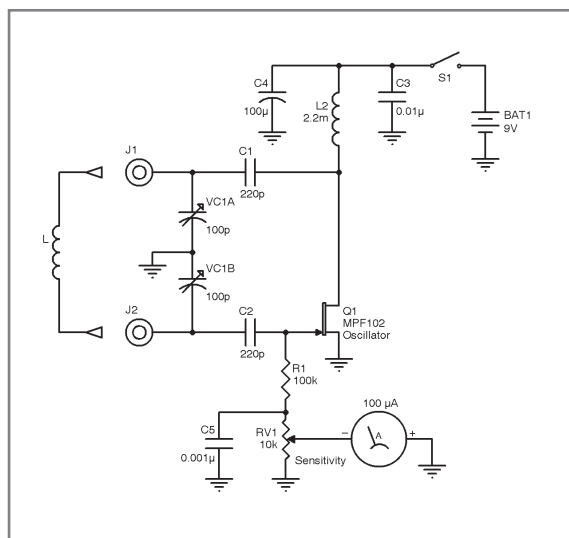 C4
100µ
L2
2.2m
C3
0.01µ
S1
BAT1
9V
J1
C1
220p
VC1A
100p
L
VC1B
100p
J2
C2
220p
Q1
MPF102
Oscillator
R1
100k
C5
0.001µ
RV1
10k
Sensitivity
100 µA
−
A
+